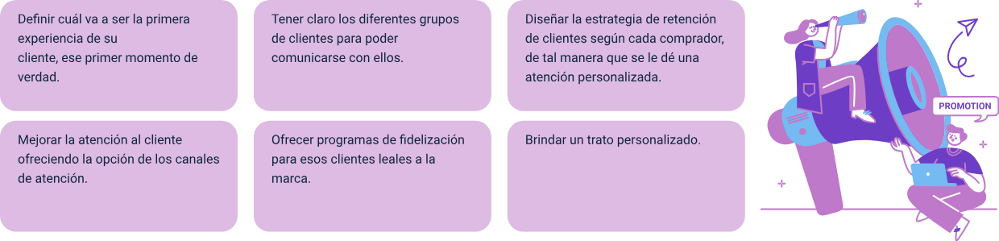 Definir cuál va a ser la primera
experiencia de su
cliente, ese primer momento de
verdad.
Tener claro los diferentes grupos
de clientes para poder
comunicarse con ellos.
Diseñar la estrategia de retención
de clientes según cada comprador,
de tal manera que se le dé una
atención personalizada.
PROMOTION
Mejorar la atención al cliente
ofreciendo la opción de los canales
de atención.
Ofrecer programas de fidelización
para esos clientes leales a la
marca.
Brindar un trato personalizado.